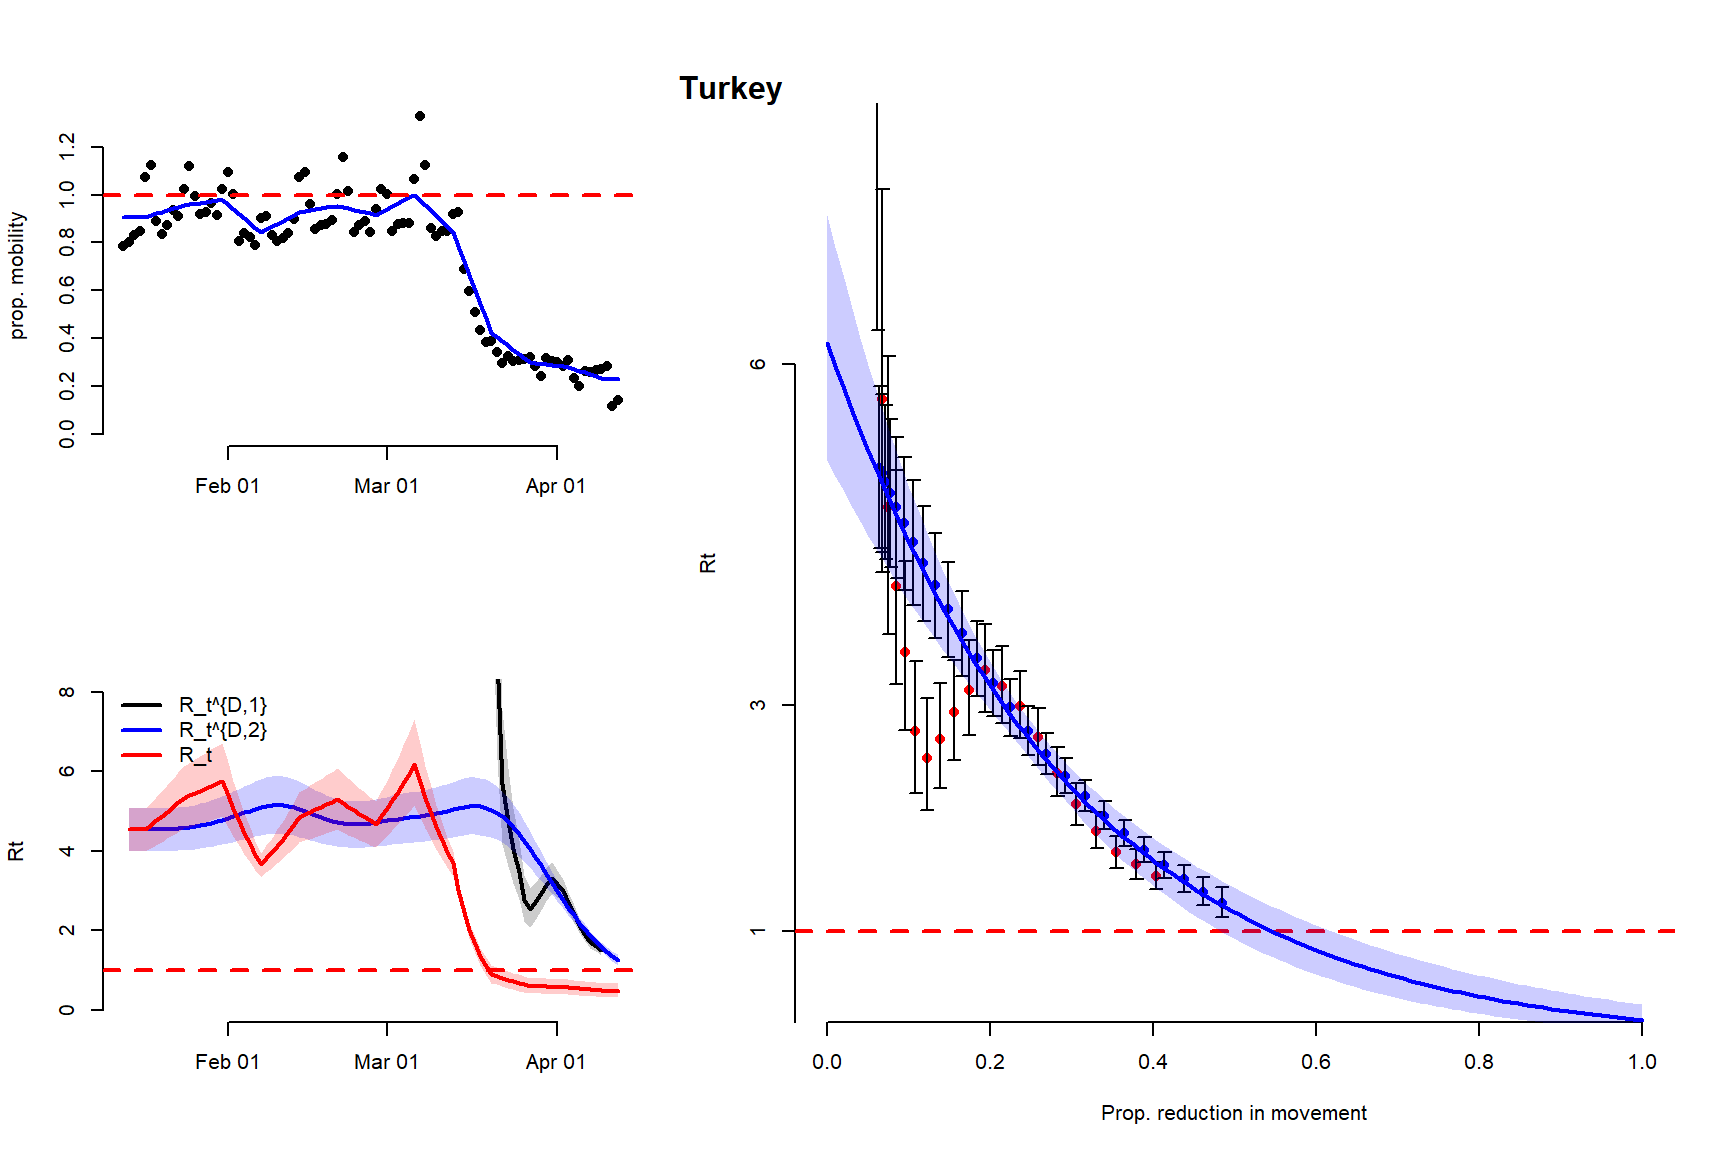 Turkey
prop. mobility
0.0
0.2
0.4
0.6
0.8
1.0
1.2
Feb 01
Mar 01
Apr 01
Rt
0
2
4
6
8
R_t^{D,1}
R_t^{D,2}
R_t
Feb 01
Mar 01
Apr 01
Rt
1
3
6
0.0
0.2
0.4
0.6
0.8
1.0
Prop. reduction in movement